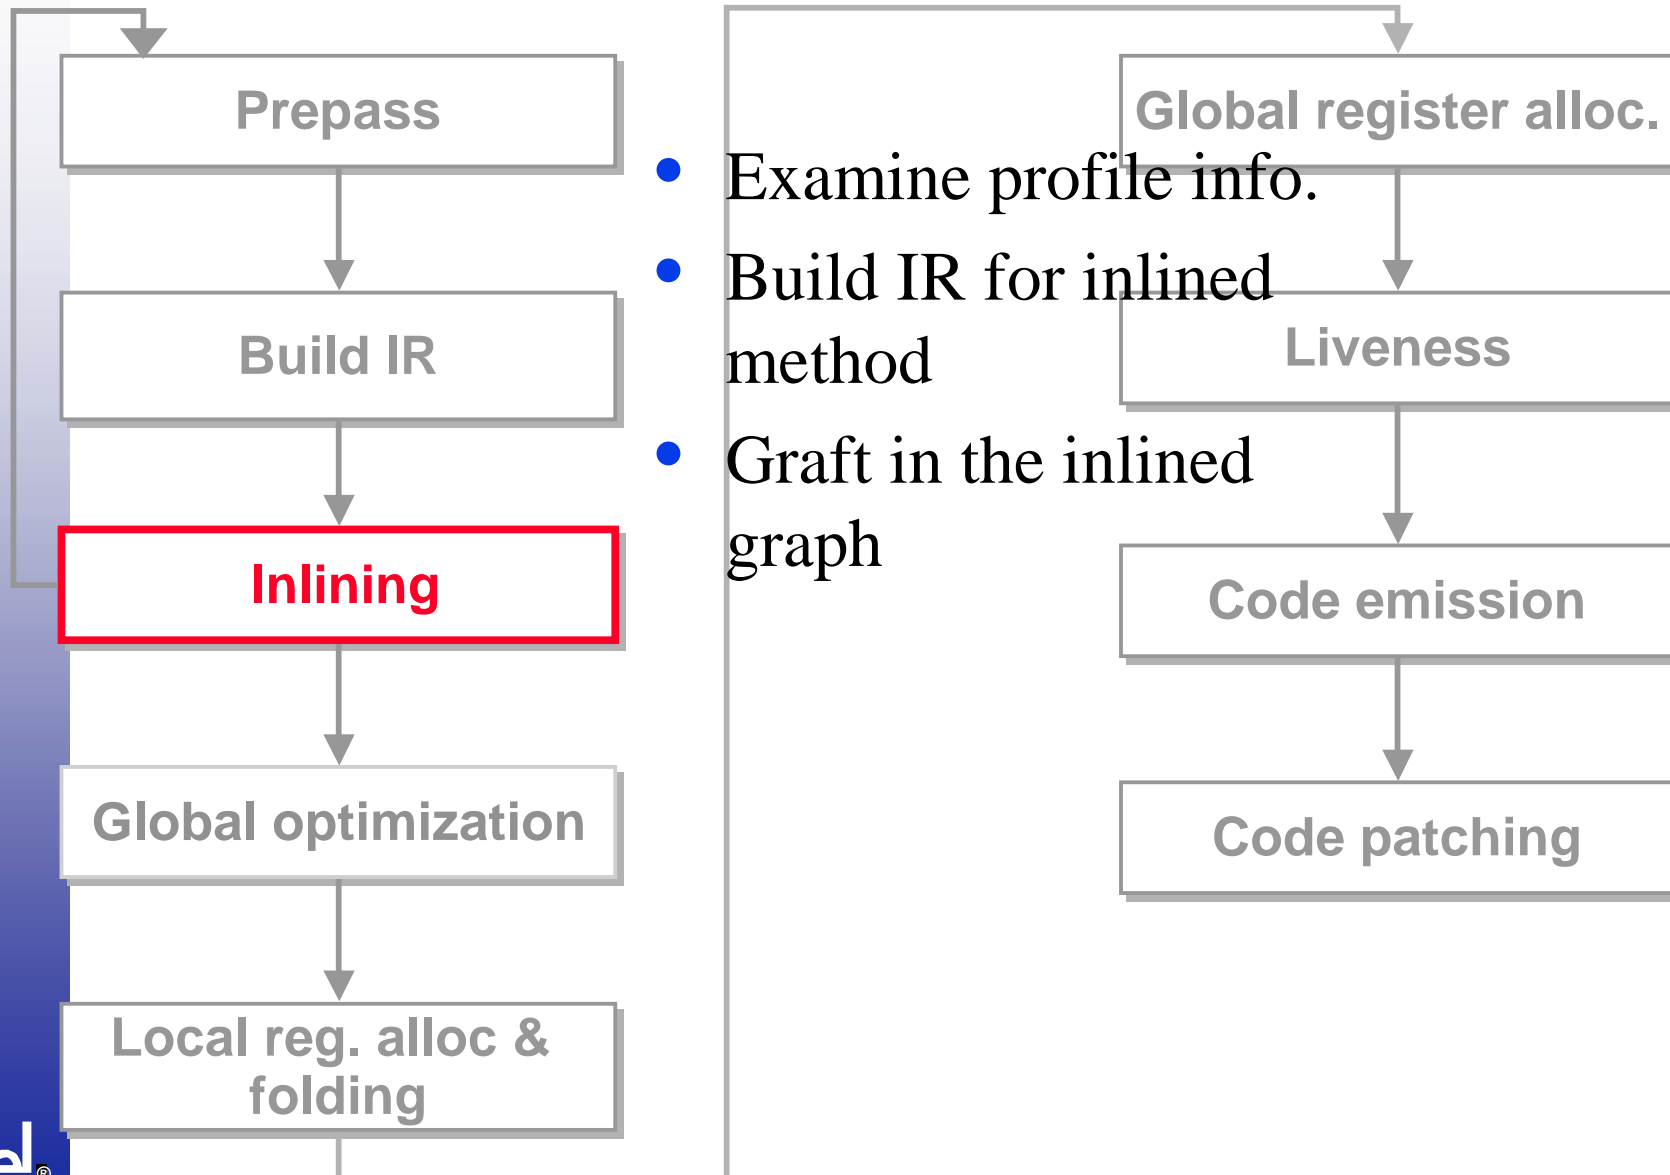 Prepass
Build IR
Inlining
Global optimization
Local reg. alloc &
folding
• Examine profile info.
• Build IR for inlined
method
• Graft in the inlined
graph
Global register alloc.
Liveness
Code emission
Code patching
®